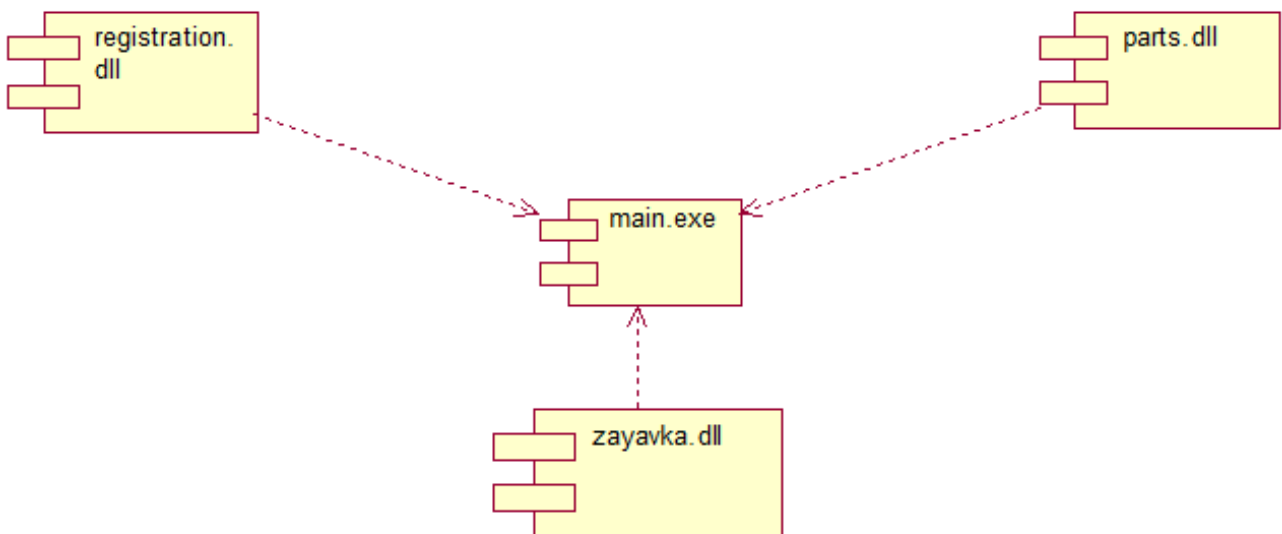 registration.
dll
parts.dll
main.exe
zayavka.dll